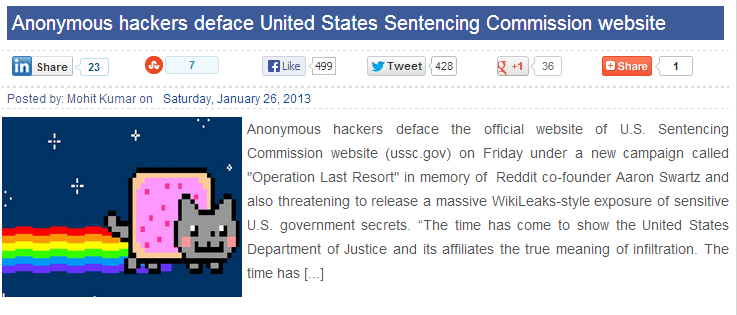 Anonymous hackers deface United States Sentencing Commission website
in Share 23 7 Like 499 Tweet 428 g +1 36 Share 1
Posted by: Mohit Kumar on Saturday, January 26, 2013
Anonymous hackers deface the official website of U.S. Sentencing
Commission website (ussc.gov) on Friday under a new campaign called
"Operation Last Resort" in memory of Reddit co-founder Aaron Swartz and
also threatening to release a massive WikiLeaks-style exposure of sensitive
U.S. government secrets. “The time has come to show the United States
Department of Justice and its affiliates the true meaning of infiltration. The
time has [...]